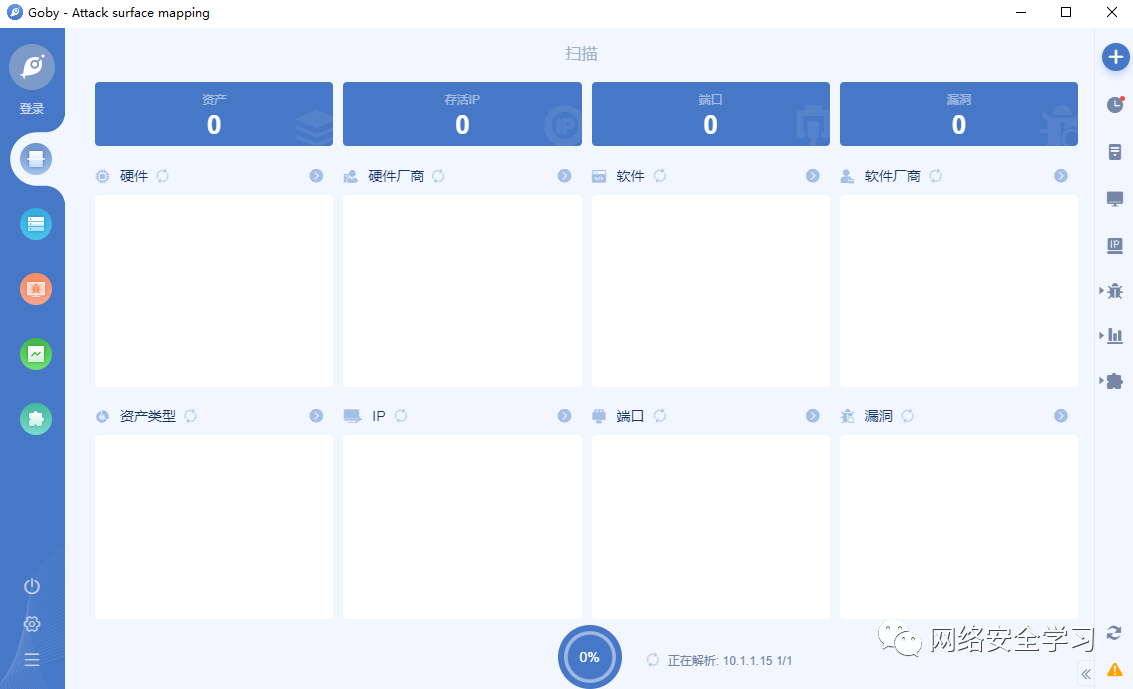 Goby - Attack surface mapping
登录
扫描
资产
0
存活IP
0
IP
端口
0
漏洞
0
硬件
硬件厂商
软件
软件厂商
IP
资产类型
IP
端口
漏洞
0%
正在解析: 10.1.1.15 1/1
网络安全学习